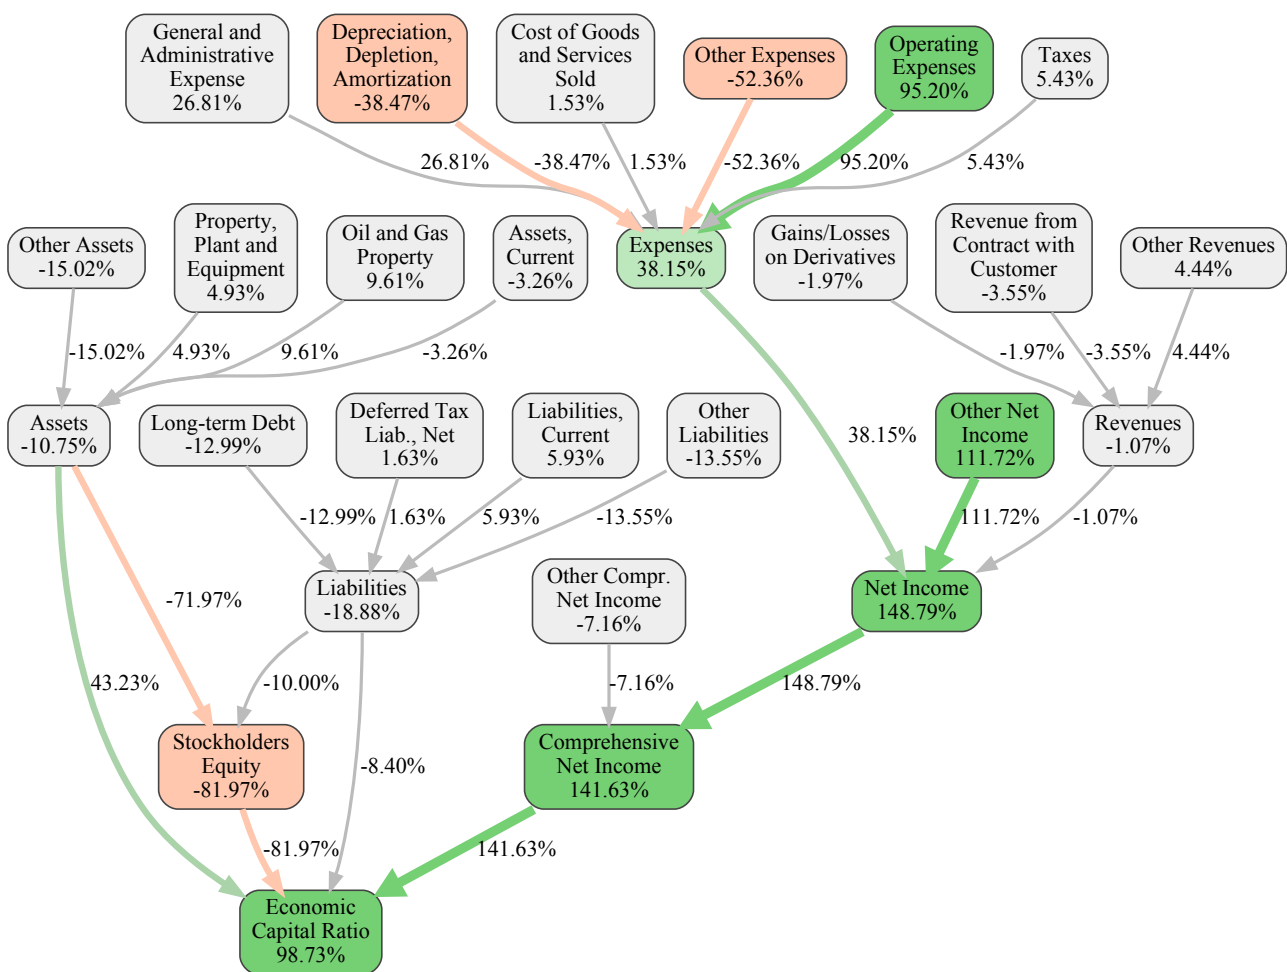 General and
Administrative
Expense
26.81%
Depreciation,
Depletion,
Amortization
-38.47%
Cost of Goods
and Services
Sold
1.53%
Other Expenses
-52.36%
Operating
Expenses
95.20%
Taxes
5.43%
26.81%
-38.47%
1.53%
-52.36%
95.20%
5.43%
Other Assets
-15.02%
Property,
Plant and
Equipment
4.93%
Oil and Gas
Property
9.61%
Assets,
Current
-3.26%
Expenses
38.15%
Gains/Losses
on Derivatives
-1.97%
Revenue from
Contract with
Customer
-3.55%
Other Revenues
4.44%
-15.02%
4.93%
9.61%
-3.26%
-1.97%
-3.55%
4.44%
Assets
-10.75%
Long-term Debt
-12.99%
Deferred Tax
Liab., Net
1.63%
Liabilities,
Current
5.93%
Other
Liabilities
-13.55%
38.15%
Other Net
Income
111.72%
Revenues
-1.07%
-12.99%
1.63%
5.93%
-13.55%
111.72%
-1.07%
-71.97%
Liabilities
-18.88%
Other Compr.
Net Income
-7.16%
Net Income
148.79%
43.23%
-10.00%
-7.16%
148.79%
Stockholders
Equity
-81.97%
-8.40%
Comprehensive
Net Income
141.63%
-81.97%
141.63%
Economic
Capital Ratio
98.73%